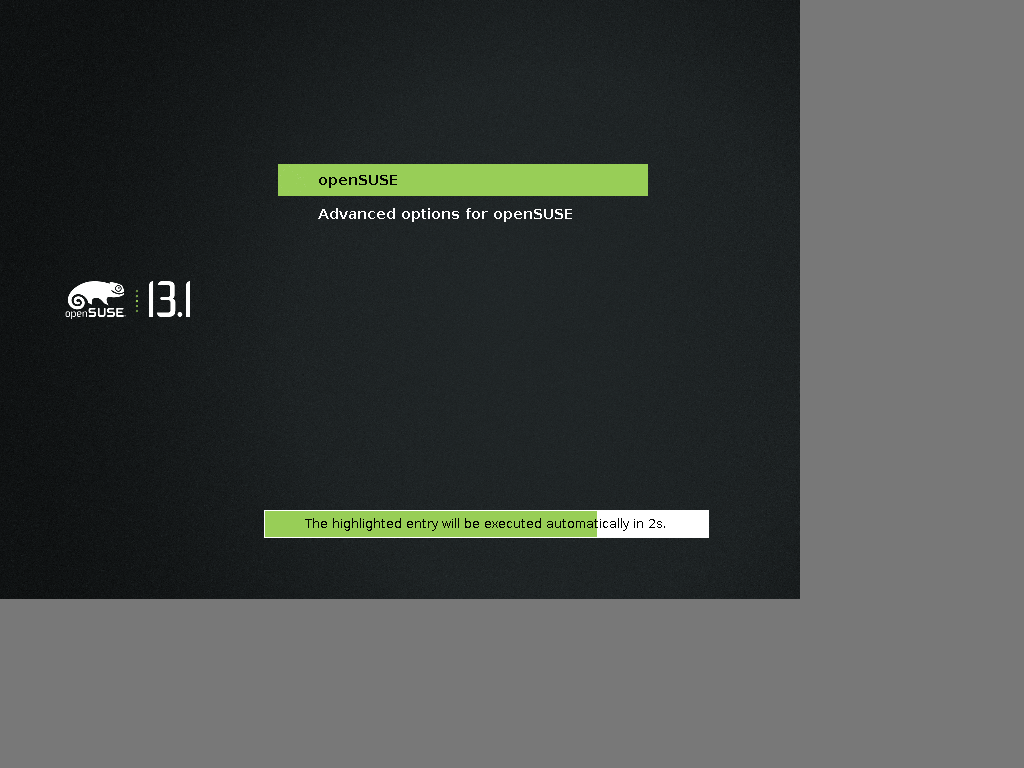 openSUSE
Advanced options for openSUSE
openSUSE 13.1
The highlighted entry will be executed automatically in 2s.